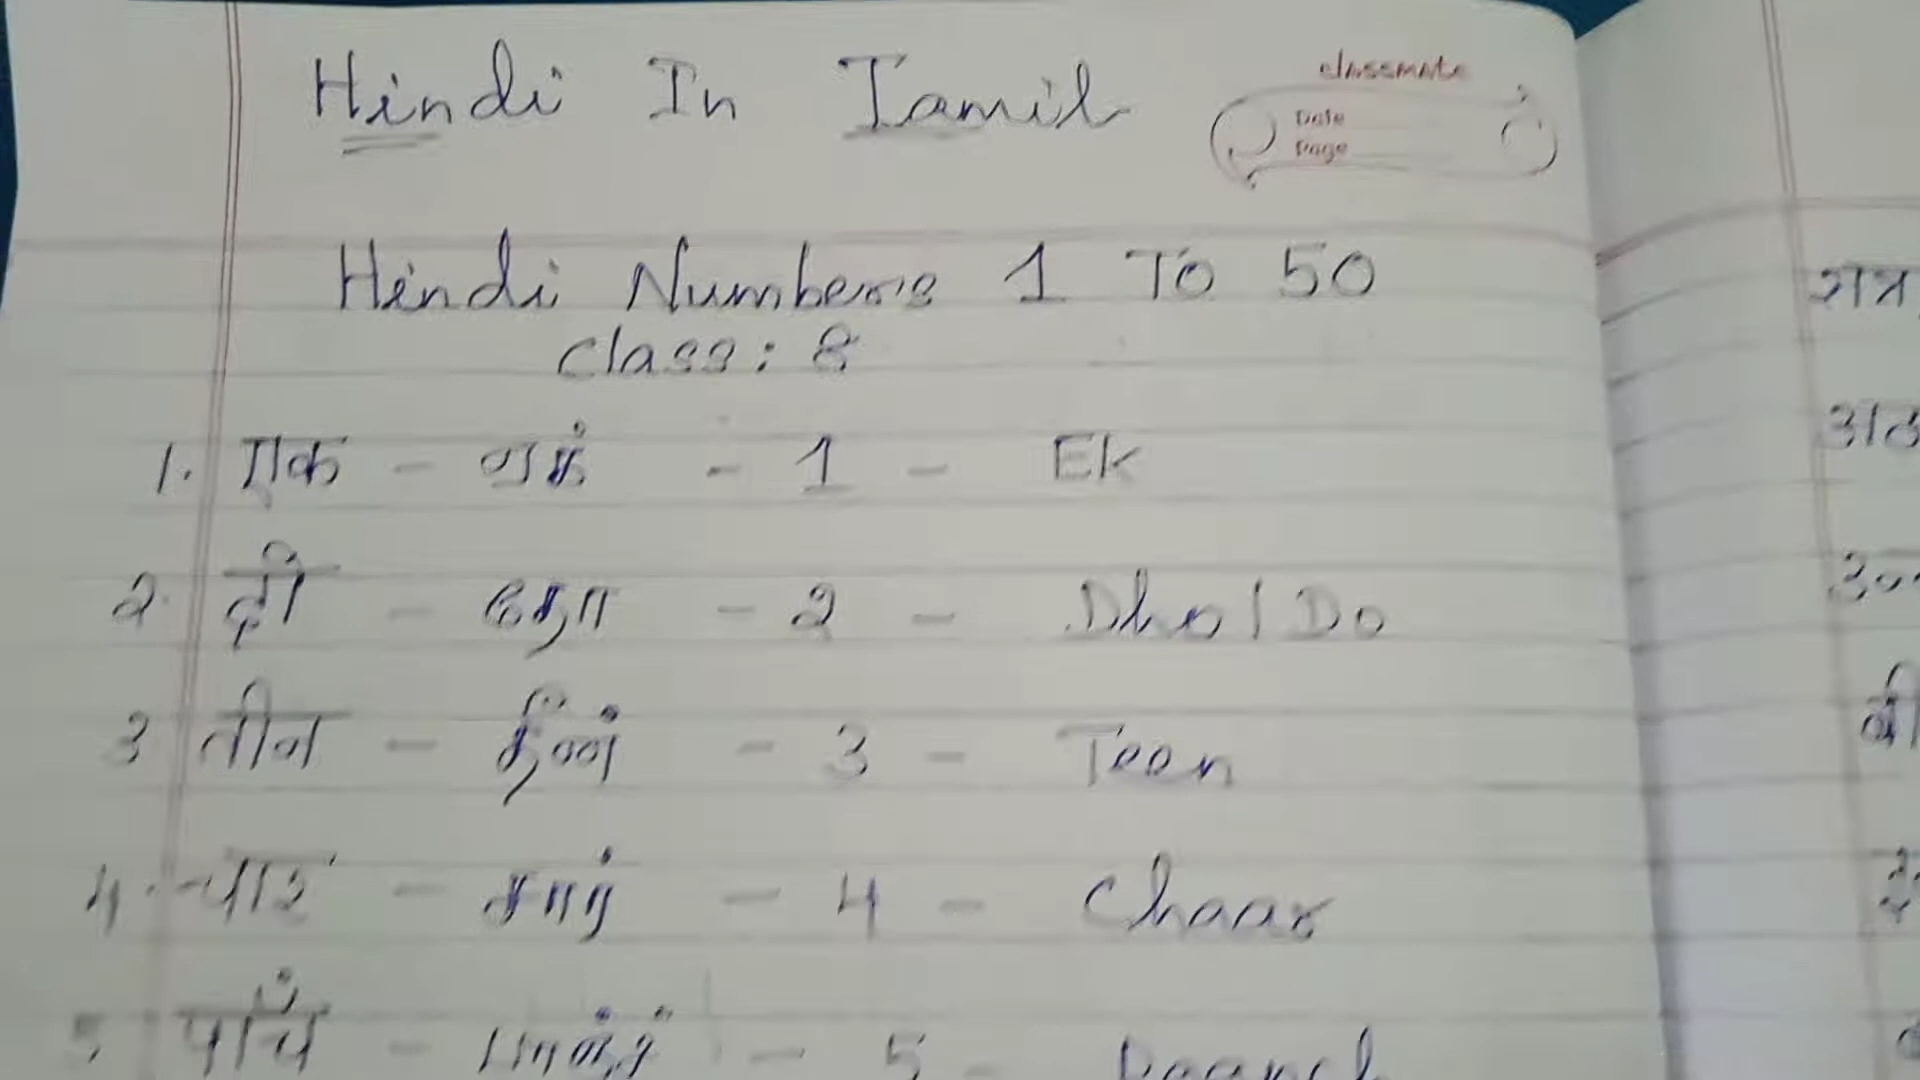 Hindi In Tamil
classmate
Date
Page
Hindi Numbers 1 To 50
class: 8
1. एक - ஏக் - 1 - Ek
2. दो - தோ - 2 - Dho / Do
3 तीन - தீன் - 3 - Teen
4. चार - சார் - 4 - Chaar
5 पाँच - பாஞ்ச் - 5 - Paanch